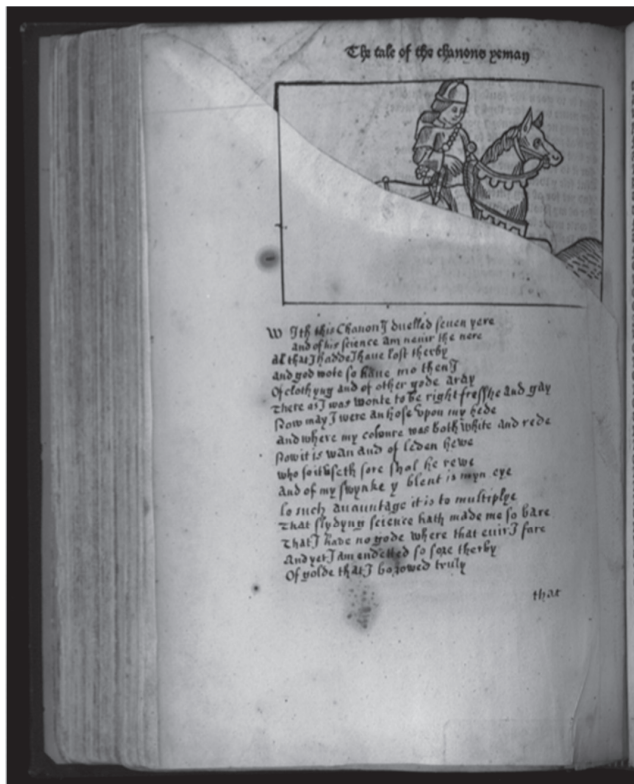 The tale of the chanons yeman
W Ith this Chanon I duelled seuen yere
and of his science am neuir the nere
al that I hadde I haue lost therby
and god wote so haue mo then I
Of clothyng and of other gode aray
There as I was wonte to be right fresshe and gay
Now may I were an hose vpon my hede
and where my coloure was both white and rede
Now it is wan and of leden hewe
who so it useth sore shal he rewe
And of my swynke y blent is myn eye
lo such auauntage it is to multiplye
That slydyng science hath made me so bare
That I haue no gode where that euir I fare
And yet I am endetted so sore therby
Of golde that I borowed truly
that